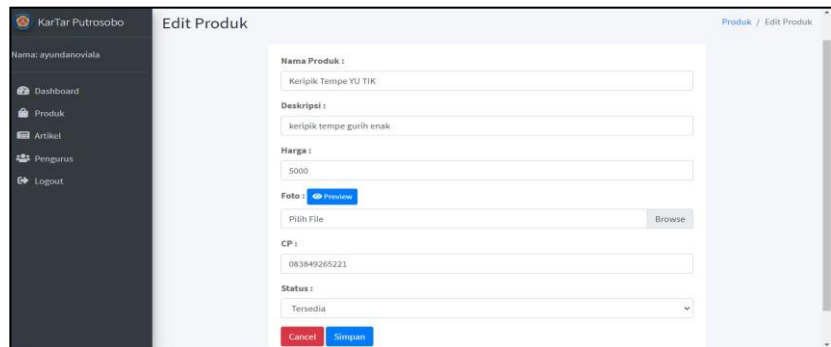 KarTar Putrosobo
Nama: ayundanoviala
Dashboard
Produk
Artikel
Pengurus
Logout
Edit Produk
Produk / Edit Produk
Nama Produk :
Keripik Tempe YU TIK
Deskripsi :
keripik tempe gurih enak
Harga :
5000
Foto : Preview
Pilih File Browse
CP :
083849265221
Status :
Tersedia
Cancel Simpan